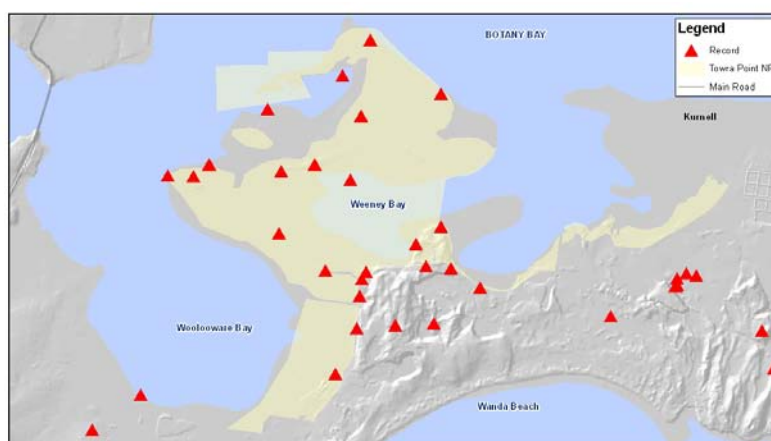 BOTANY BAY
Legend
Record
Towra Point NR
Main Road
Kurnell
Weeney Bay
Woolooware Bay
Wanda Beach